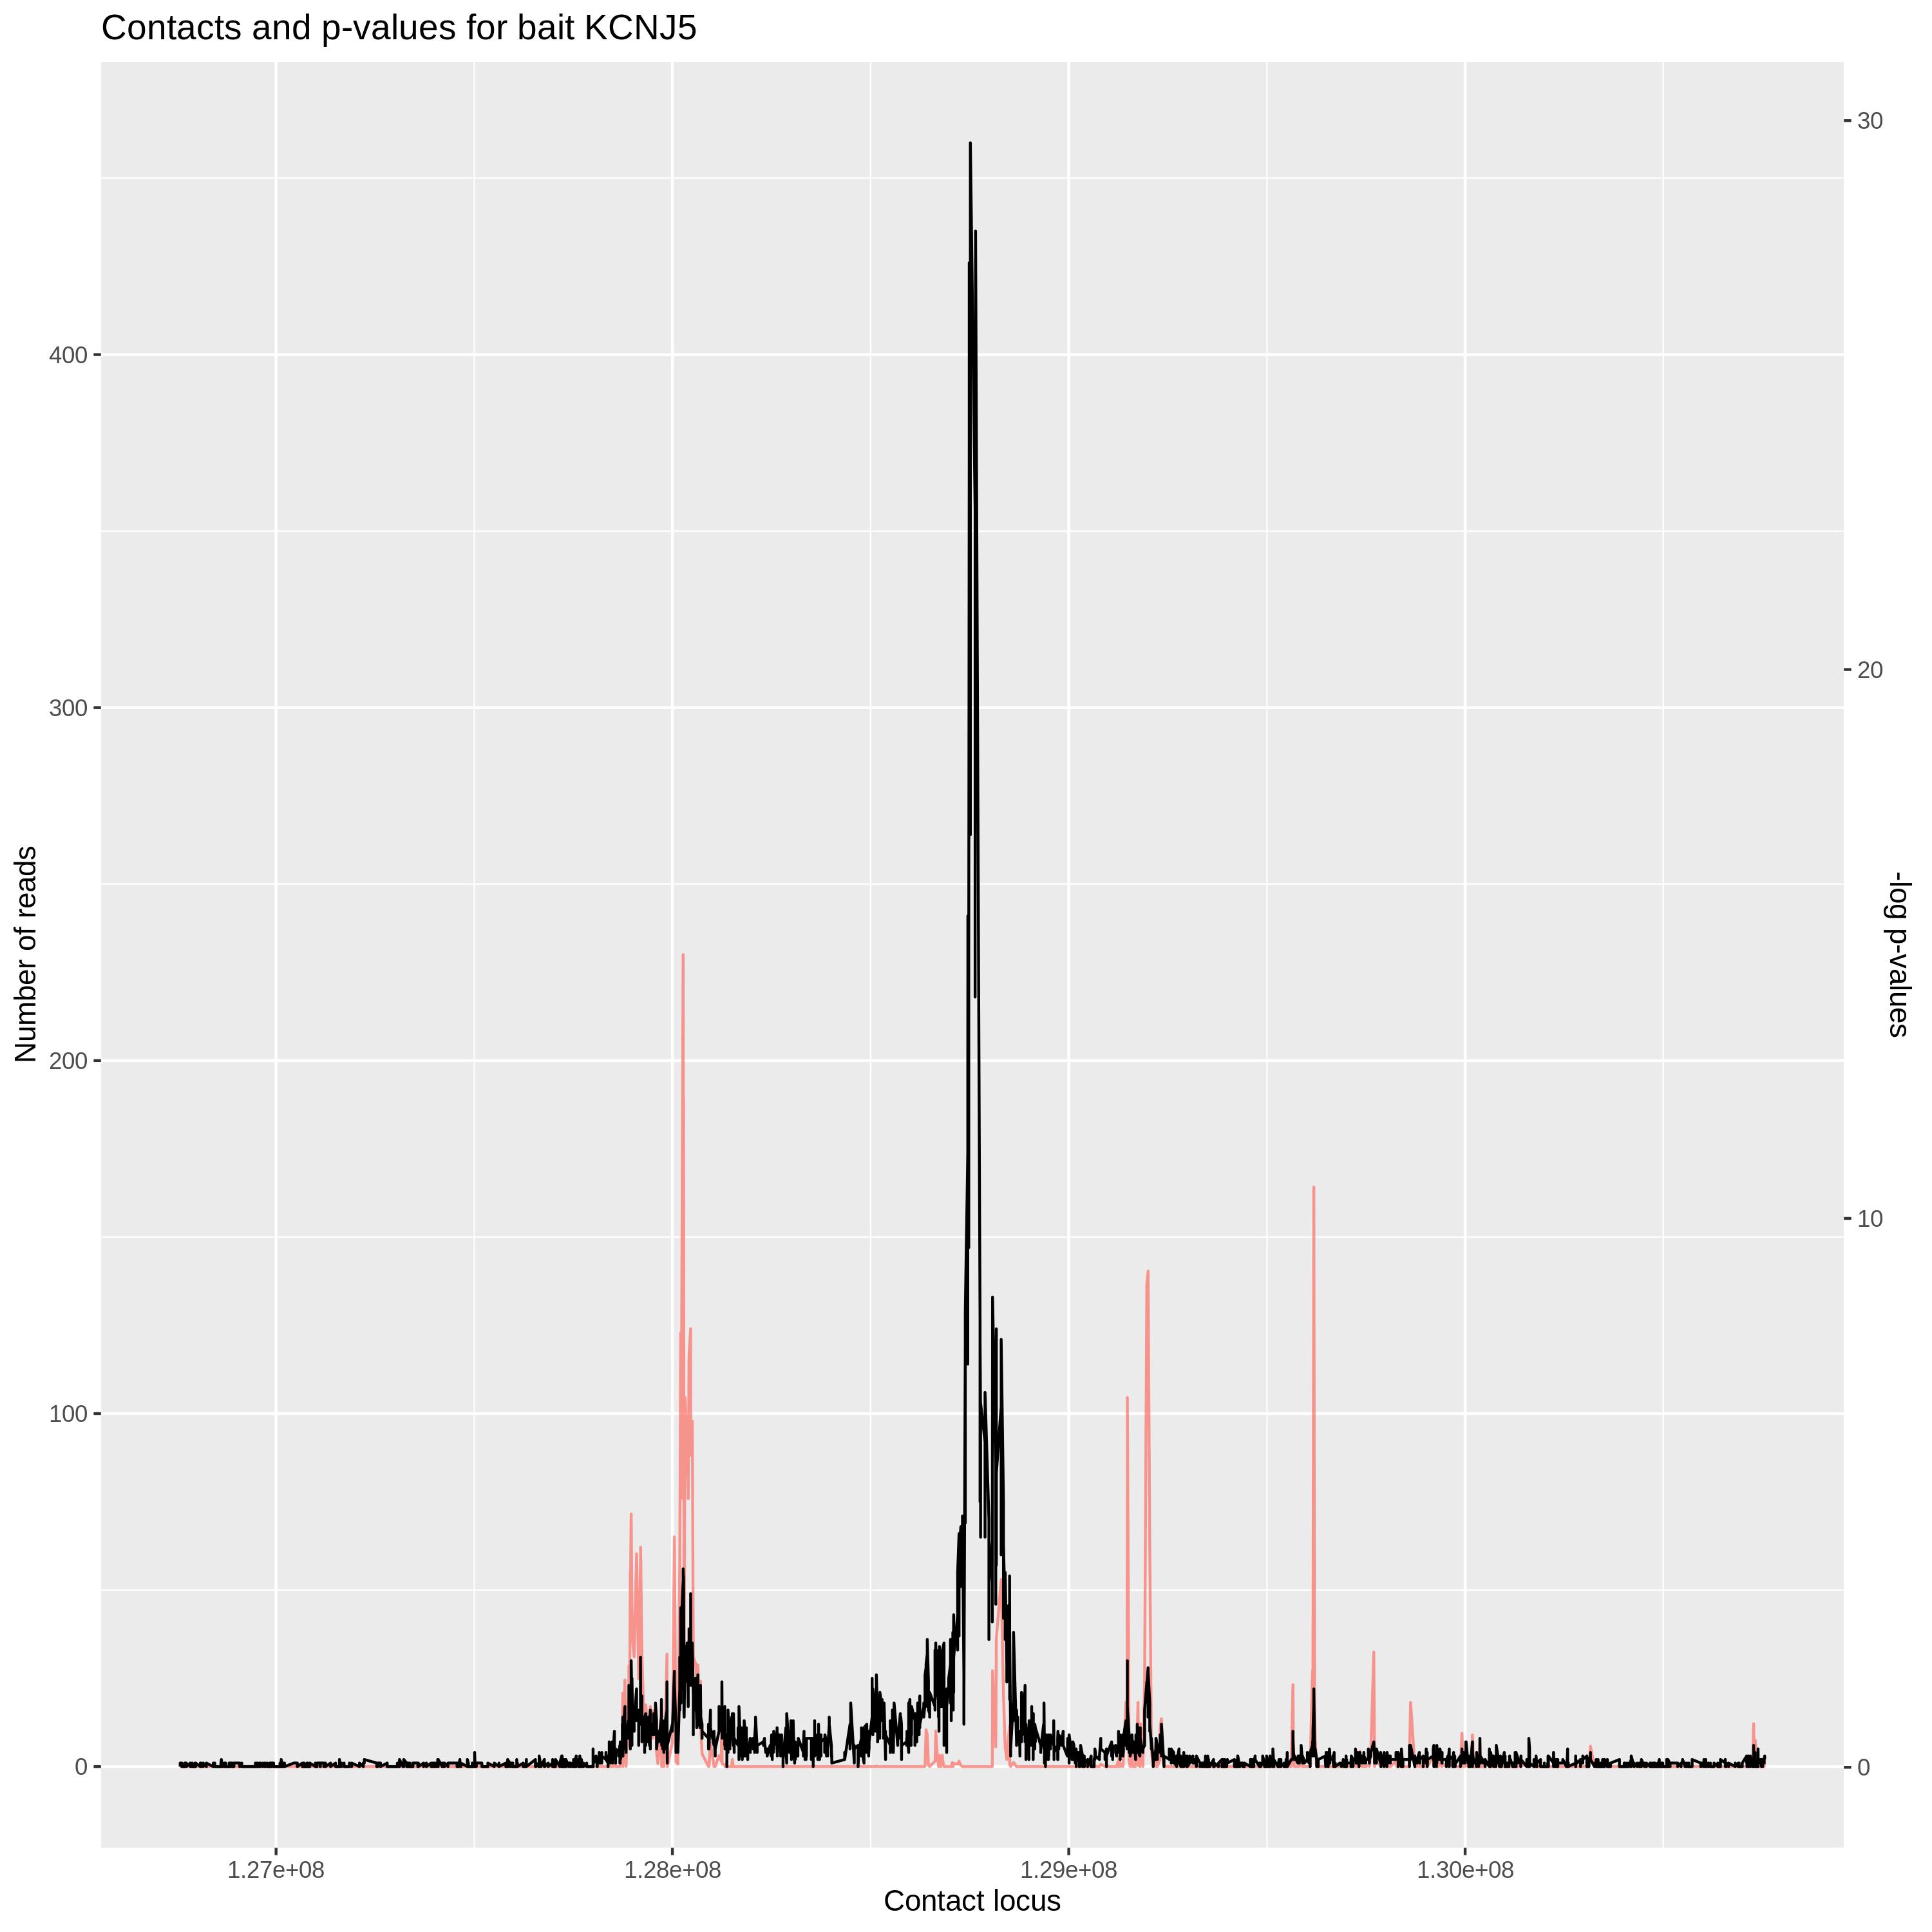 Contacts and p-values for bait KCNJ5
30
400
20
300
Number of reads
-log p-values
200
10
100
0
0
1.27e+08 1.28e+08 1.29e+08 1.30e+08
Contact locus